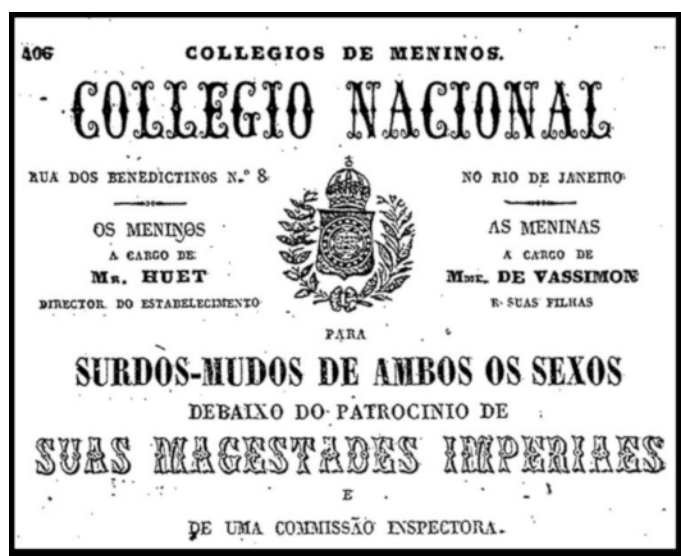 406 COLLEGIOS DE MENINOS.
COLLEGIO NACIONAL
RUA DOS BENEDICTINOS N.º 8
NO RIO DE JANEIRO
OS MENINOS
A CARGO DE
MR. HUET
DIRECTOR DO ESTABELECIMENTO
AS MENINAS
A CARGO DE
MME. DE VASSIMON
E SUAS FILHAS
PARA
SURDOS-MUDOS DE AMBOS OS SEXOS
DEBAIXO DO PATROCINIO DE
SUAS MAGESTADES IMPERIAES
E
DE UMA COMMISSÃO INSPECTORA.